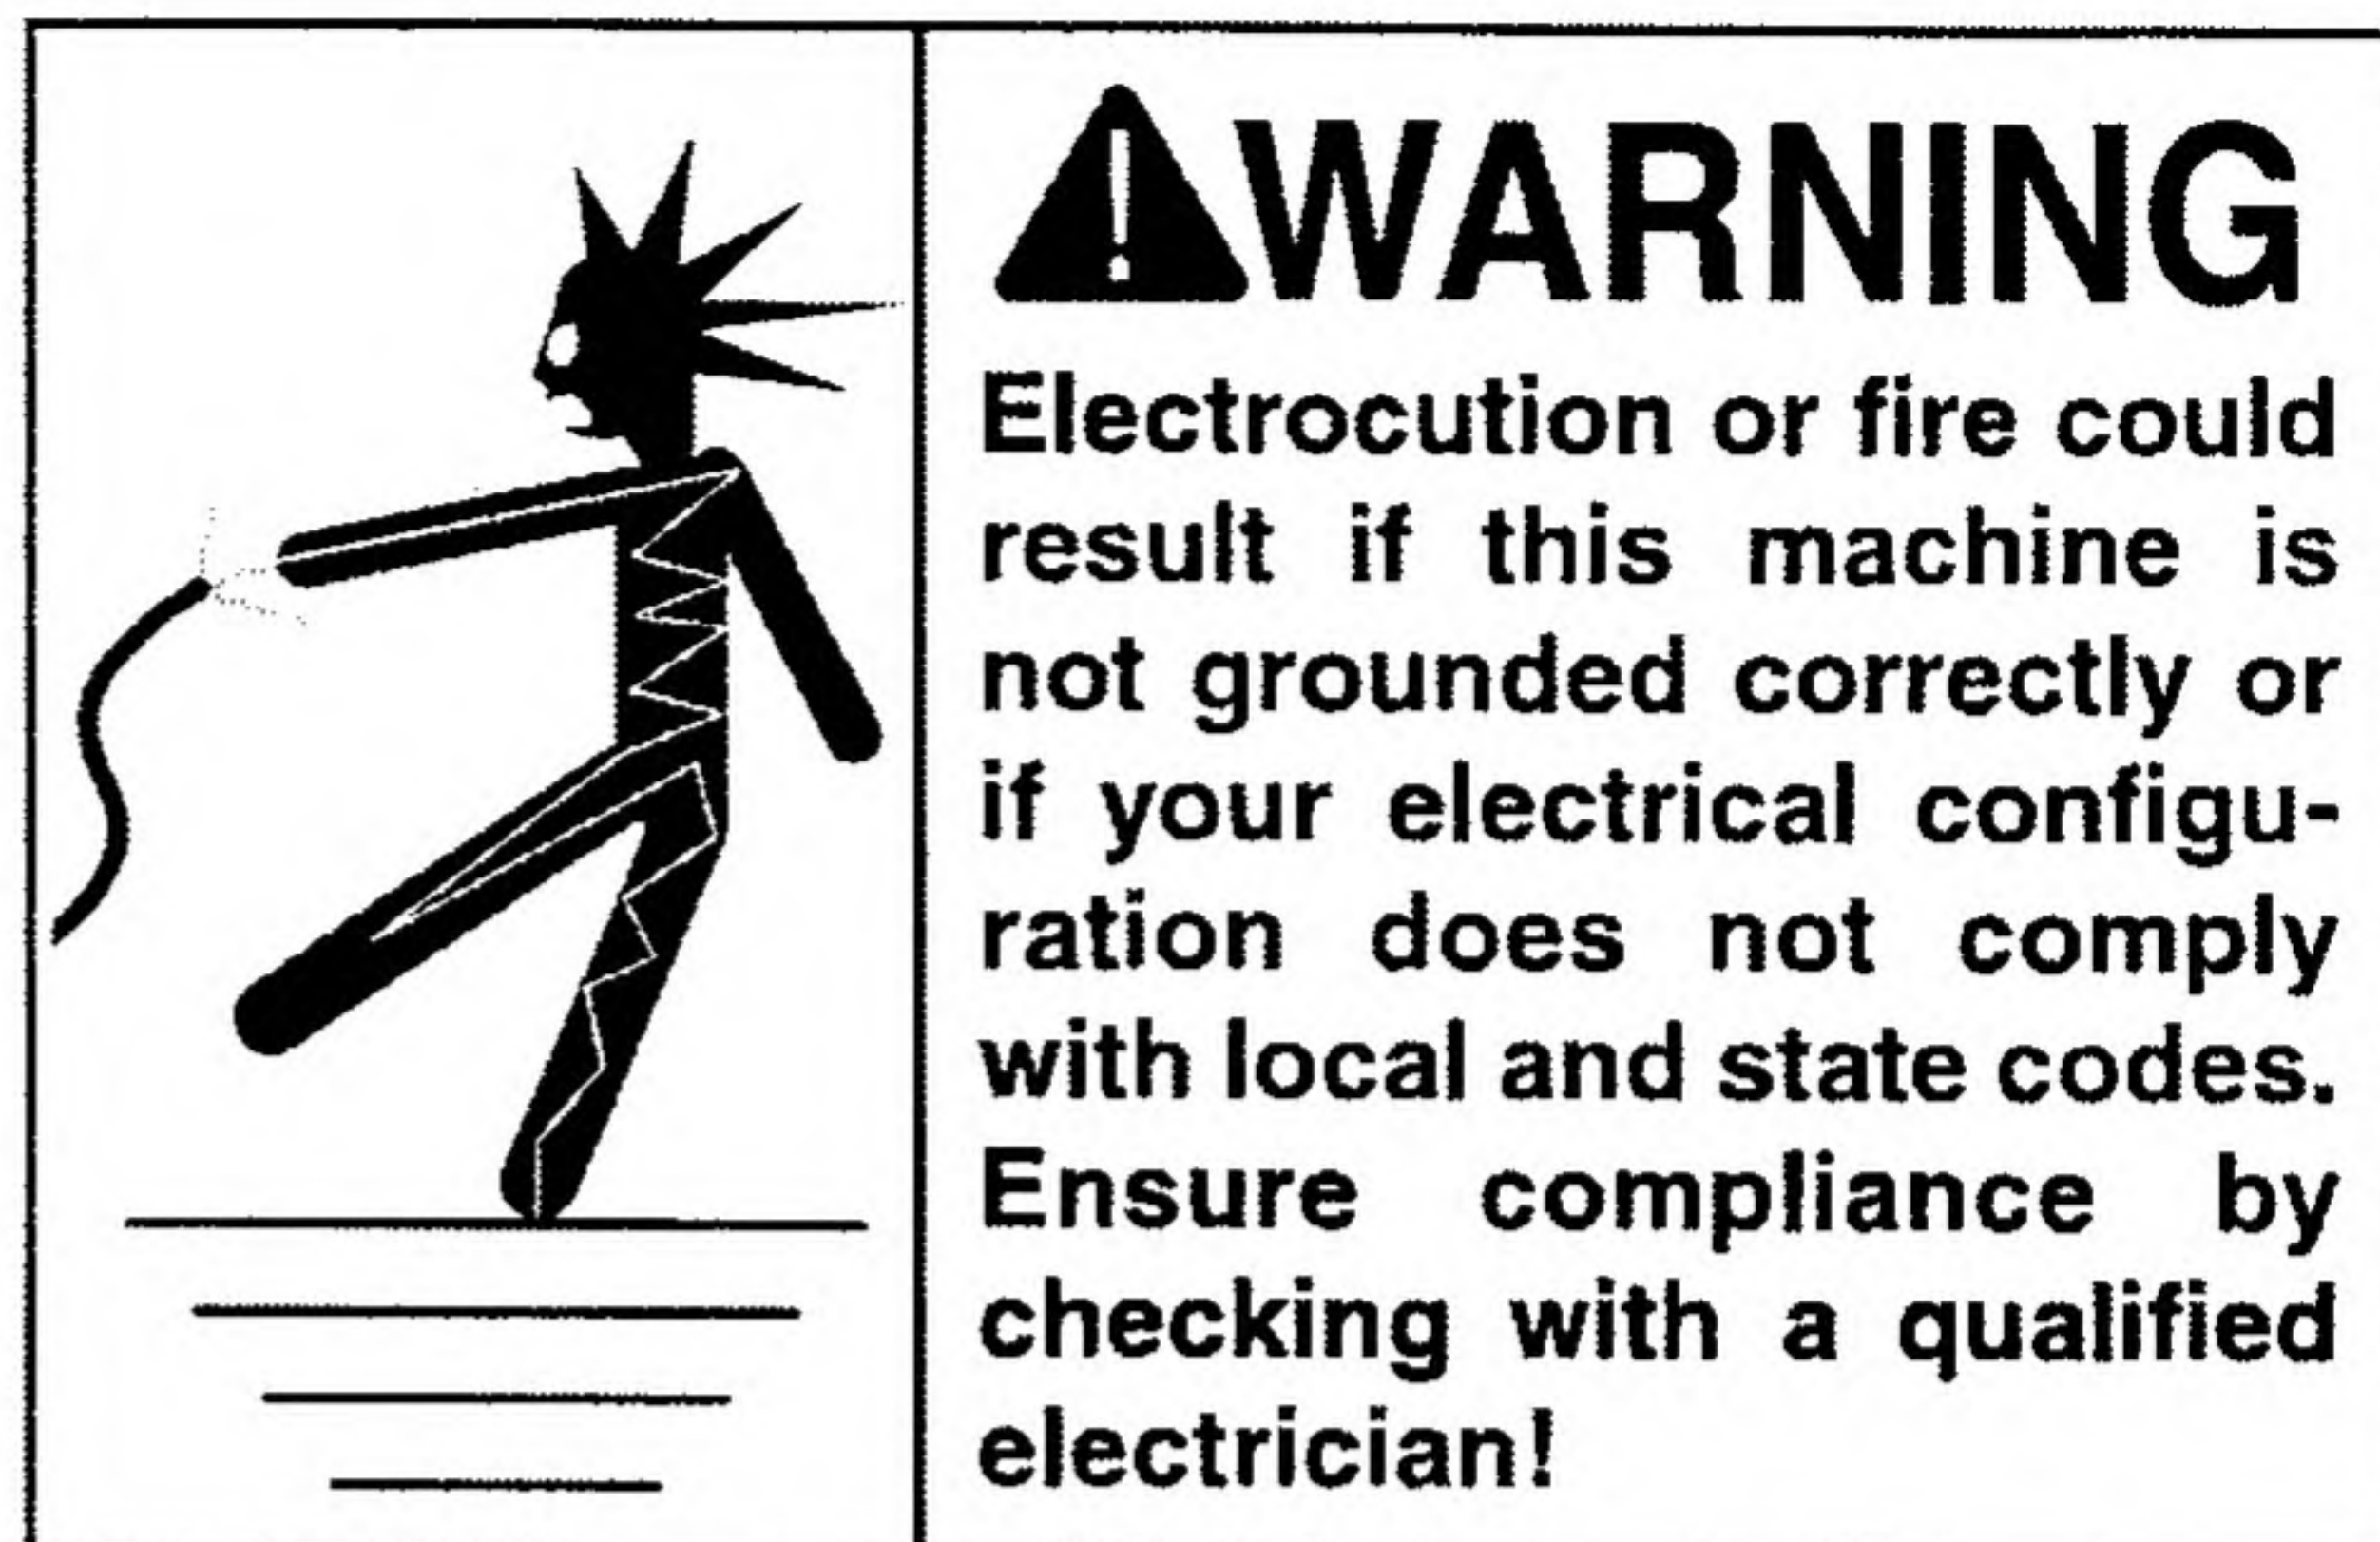 WARNING
Electrocution or fire could
result if this machine is
not grounded correctly or
if your electrical configu-
ration does not comply
with local and state codes.
Ensure compliance by
checking with a qualified
electrician!